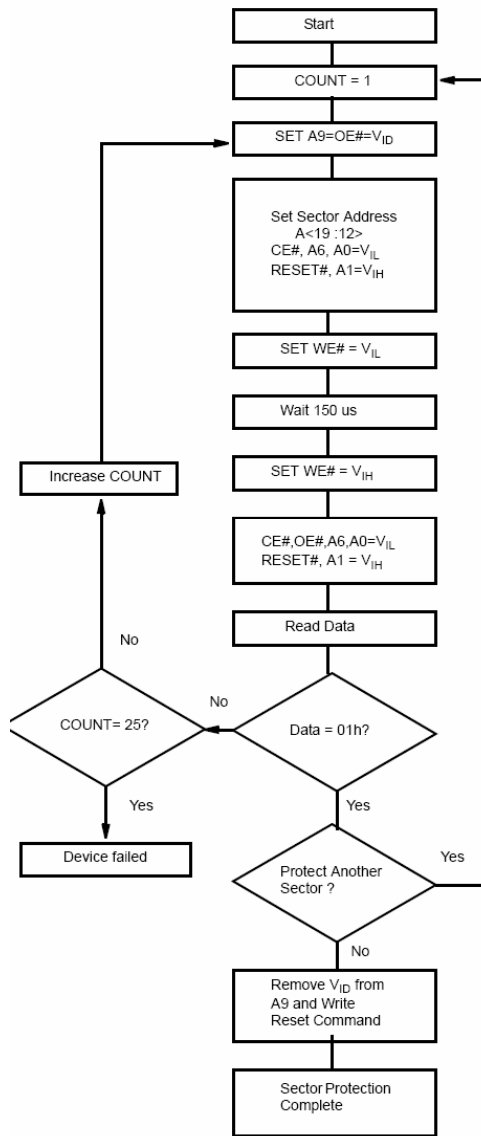 Start
COUNT = 1
SET A9=OE#=VID
Set Sector Address
A<19 :12>
CE#, A6, A0=VIL
RESET#, A1=VIH
SET WE# = VIL
Wait 150 us
Increase COUNT
SET WE# = VIH
CE#,OE#,A6,A0=VIL
RESET#, A1 = VIH
Read Data
No
No
COUNT= 25?
Data = 01h?
Yes
Yes
Device failed
Protect Another
Sector ?
Yes
No
Remove VID from
A9 and Write
Reset Command
Sector Protection
Complete